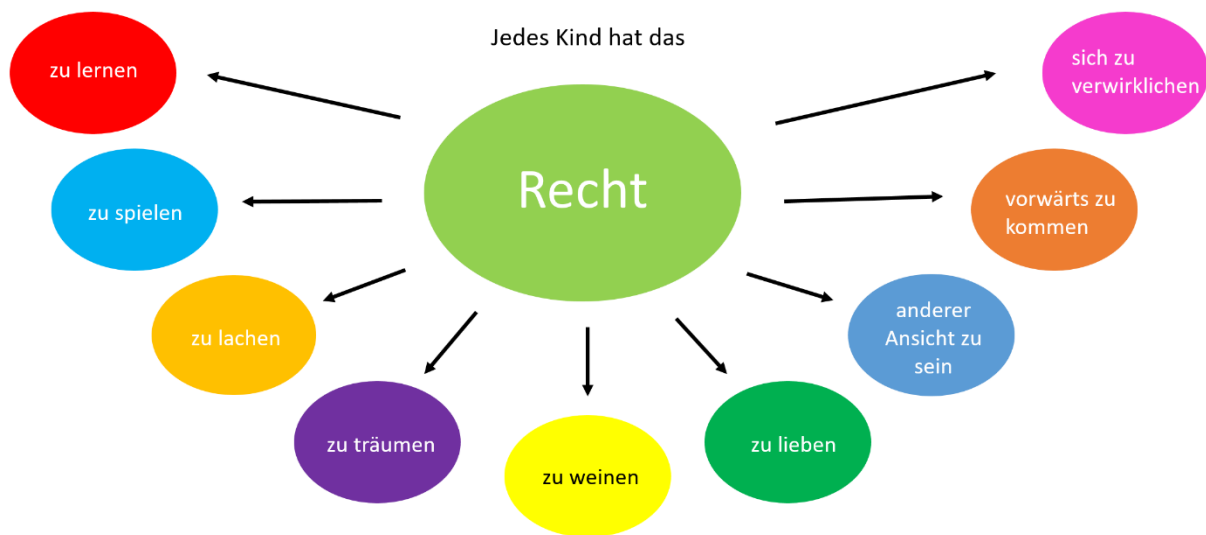 Jedes Kind hat das
Recht
zu lernen
zu spielen
zu lachen
zu träumen
zu weinen
zu lieben
anderer
Ansicht zu
sein
vorwärts zu
kommen
sich zu
verwirklichen